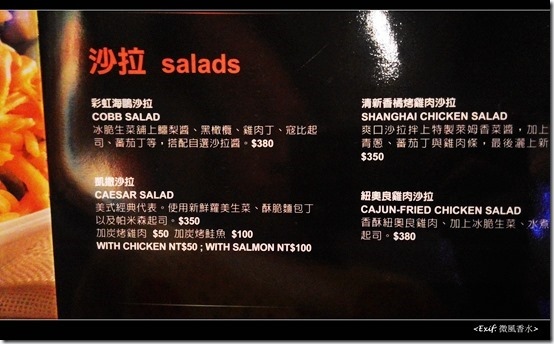 沙拉 salads
彩虹海鷗沙拉
COBB SALAD
冰脆生菜舖上鱷梨醬、黑橄欖、雞肉丁、寇比起
司、蕃茄丁等，搭配自選沙拉醬。$380
凱撒沙拉
CAESAR SALAD
美式經典代表。使用新鮮蘿美生菜、酥脆麵包丁
以及帕米森起司。$350
加炭烤雞肉 $50 加炭烤鮭魚 $100
WITH CHICKEN NT$50 ; WITH SALMON NT$100
清新香橘烤雞肉沙拉
SHANGHAI CHICKEN SALAD
爽口沙拉拌上特製萊姆香菜醬，加上
青蔥、蕃茄丁與雞肉條，最後灑上新
$350
紐奧良雞肉沙拉
CAJUN-FRIED CHICKEN SALAD
香酥紐奧良雞肉、加上冰脆生菜、水煮
起司。$380
<Exif: 微風香水>